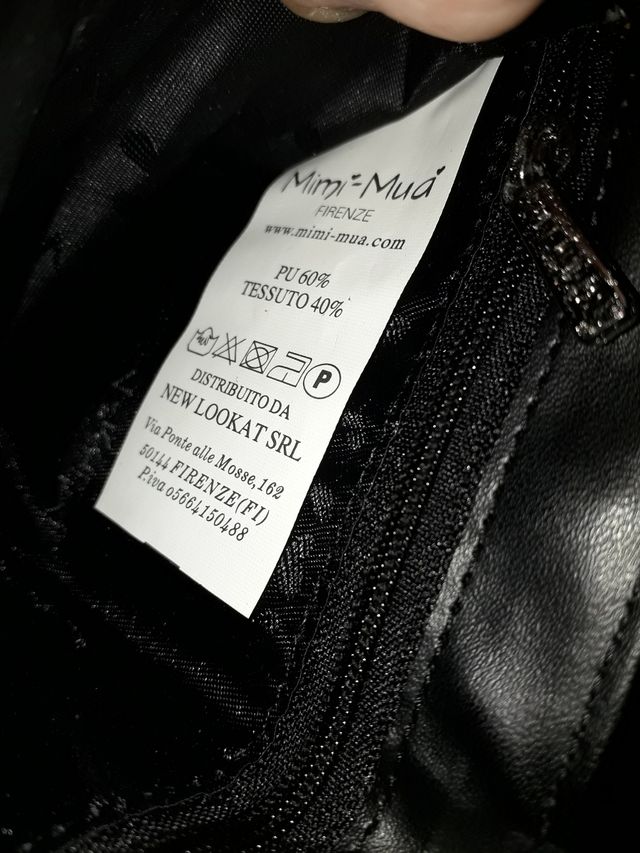 Mimi-Mua
FIRENZE
www.mimi-mua.com
PU 60%
TESSUTO 40%
P
DISTRIBUITO DA
NEW LOOKAT SRL
Via Ponte alle Mosse,162
50144 FIRENZE(FI)
P.iva 05664150488